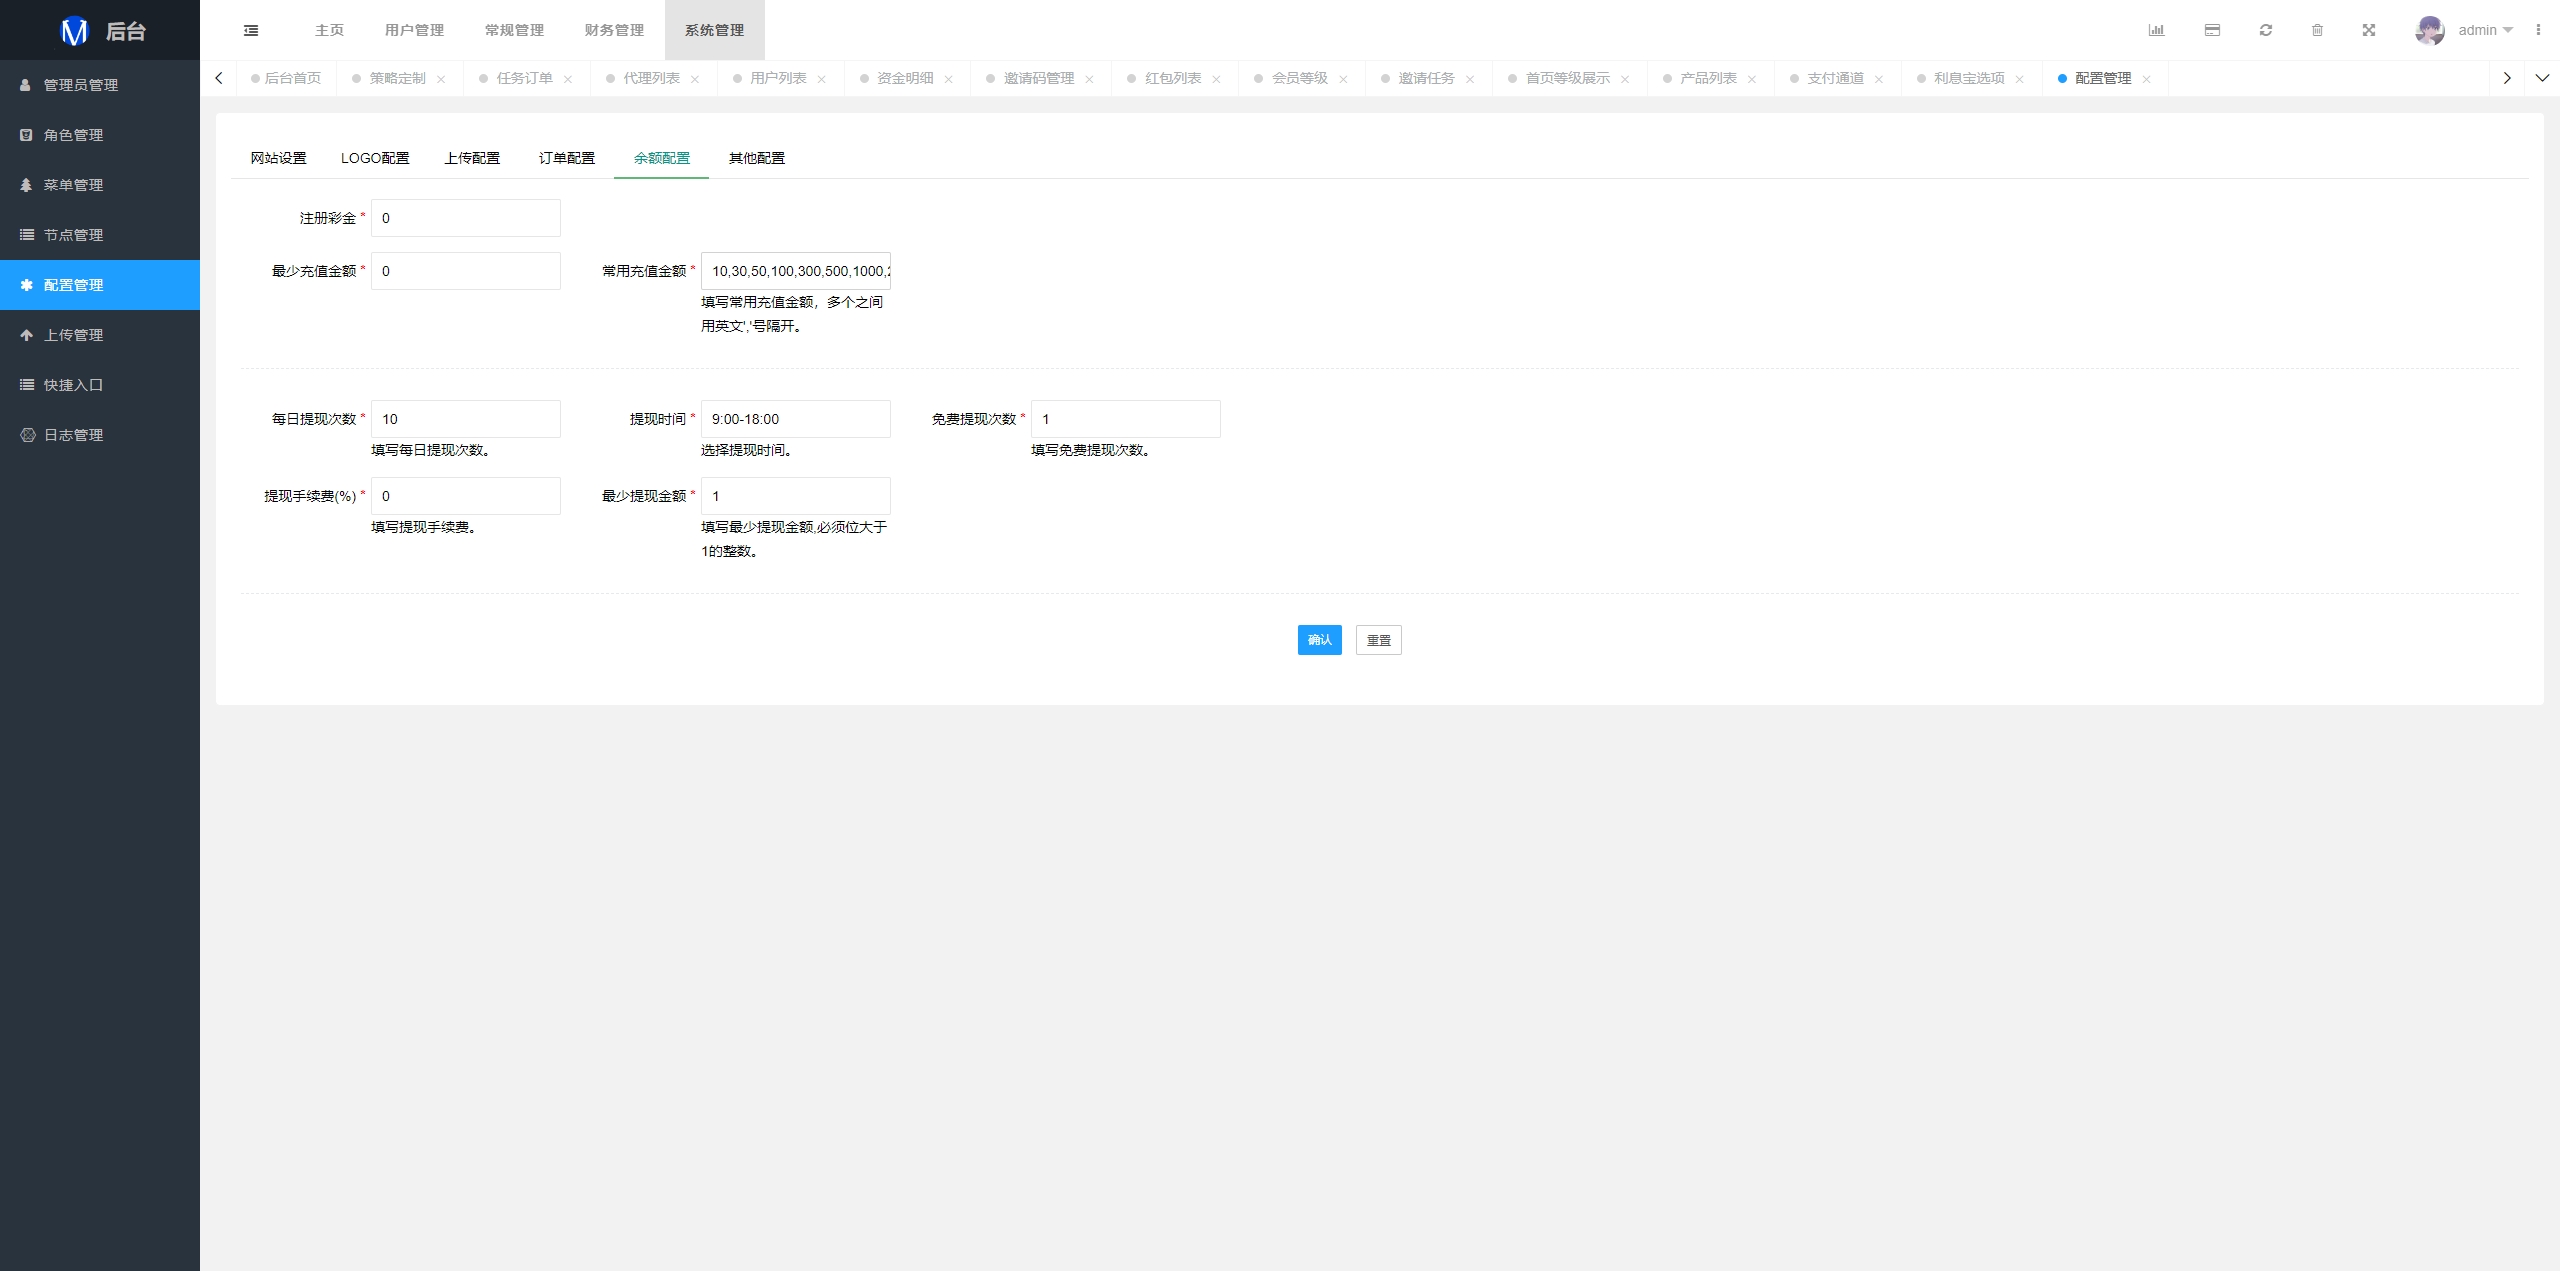 后台
主页 用户管理 常规管理 财务管理 系统管理
admin
后台首页 策略定制 任务订单 代理列表 用户列表 资金明细 邀请码管理 红包列表 会员等级 邀请任务 首页等级展示 产品列表 支付通道 利息宝选项 配置管理
管理员管理
角色管理
菜单管理
节点管理
配置管理
上传管理
快捷入口
日志管理
网站设置 LOGO配置 上传配置 订单配置 余额配置 其他配置
注册彩金 * 0
最少充值金额 * 0 常用充值金额 * 10,30,50,100,300,500,1000,
填写常用充值金额，多个之间
用英文','号隔开。
每日提现次数 * 10 提现时间 * 9:00-18:00 免费提现次数 * 1
填写每日提现次数。 选择提现时间。 填写免费提现次数。
提现手续费(%) * 0 最少提现金额 * 1
填写提现手续费。 填写最少提现金额,必须位大于
1的整数。
确认 重置